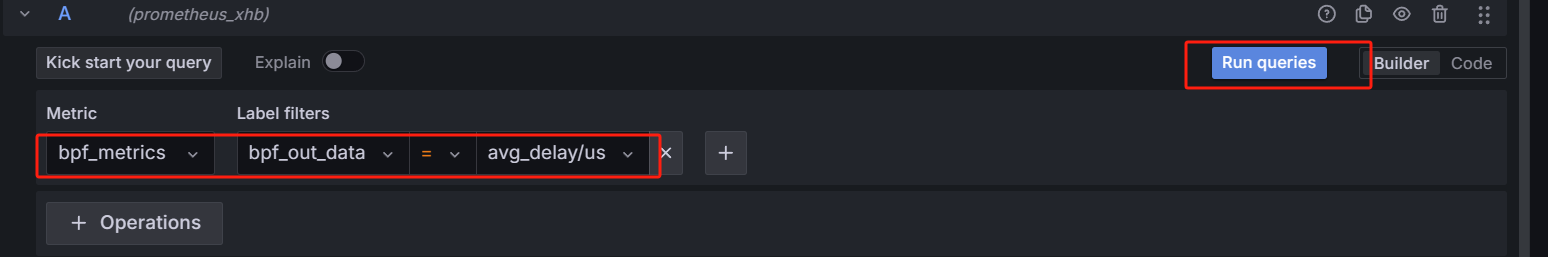 A (prometheus_xhb)
Kick start your query Explain Run queries Builder Code
Metric Label filters
bpf_metrics bpf_out_data = avg_delay/us
+ Operations